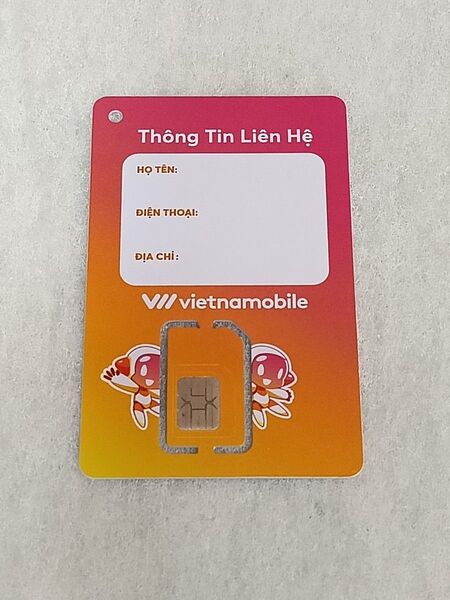 Thông Tin Liên Hệ
HỌ TÊN:
ĐIỆN THOẠI:
ĐỊA CHỈ:
vietnamobile